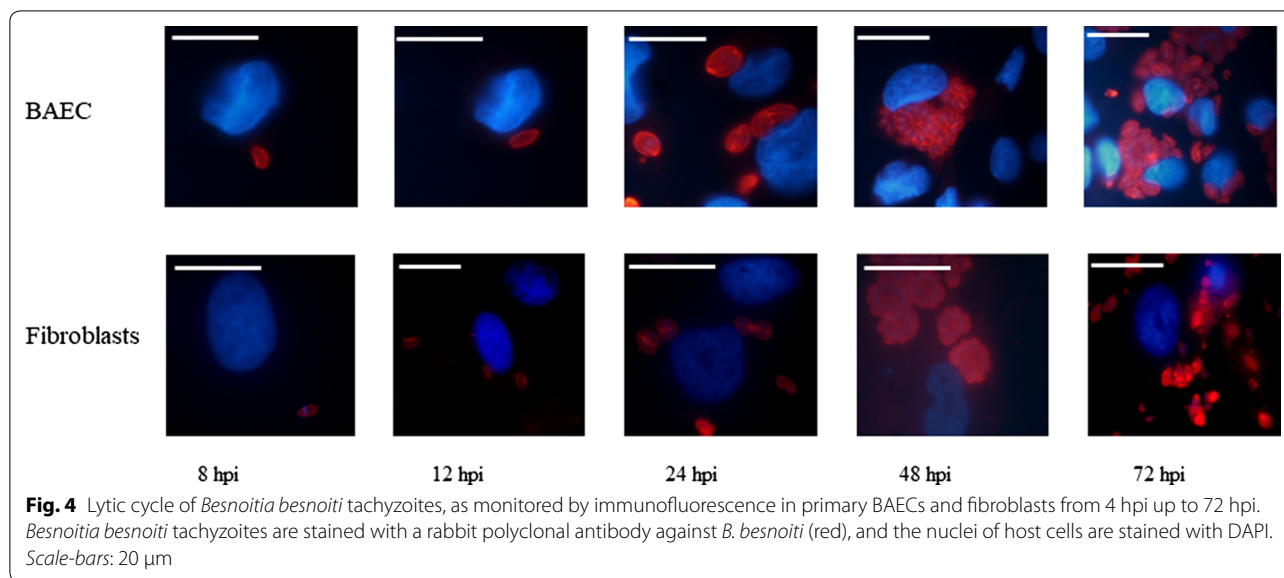 BAEC
Fibroblasts
8 hpi 12 hpi 24 hpi 48 hpi 72 hpi
Fig. 4 Lytic cycle of Besnoitia besnoiti tachyzoites, as monitored by immunofluorescence in primary BAECs and fibroblasts from 4 hpi up to 72 hpi.
Besnoitia besnoiti tachyzoites are stained with a rabbit polyclonal antibody against B. besnoiti (red), and the nuclei of host cells are stained with DAPI.
Scale-bars: 20 μm